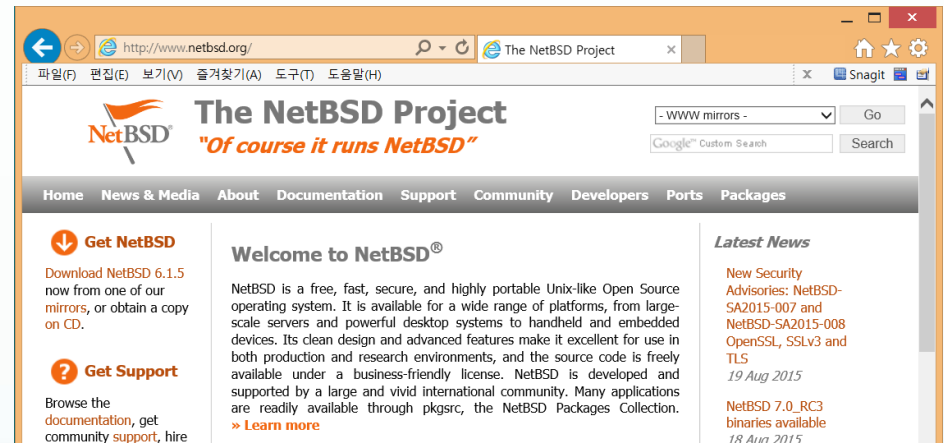 http://www.netbsd.org/
The NetBSD Project
파일(F) 편집(E) 보기(V) 즐겨찾기(A) 도구(T) 도움말(H)
x Snagit
NetBSD®
The NetBSD Project
"Of course it runs NetBSD"
- WWW mirrors -
Go
Google™ Custom Search
Search
Home News & Media About Documentation Support Community Developers Ports Packages
Get NetBSD
Download NetBSD 6.1.5
now from one of our
mirrors, or obtain a copy
on CD.
Get Support
Browse the
documentation, get
community support, hire
Welcome to NetBSD®
NetBSD is a free, fast, secure, and highly portable Unix-like Open Source
operating system. It is available for a wide range of platforms, from large-
scale servers and powerful desktop systems to handheld and embedded
devices. Its clean design and advanced features make it excellent for use in
both production and research environments, and the source code is freely
available under a business-friendly license. NetBSD is developed and
supported by a large and vivid international community. Many applications
are readily available through pkgsrc, the NetBSD Packages Collection.
» Learn more
Latest News
New Security
Advisories: NetBSD-
SA2015-007 and
NetBSD-SA2015-008
OpenSSL, SSLv3 and
TLS
19 Aug 2015
NetBSD 7.0_RC3
binaries available
18 Aug 2015